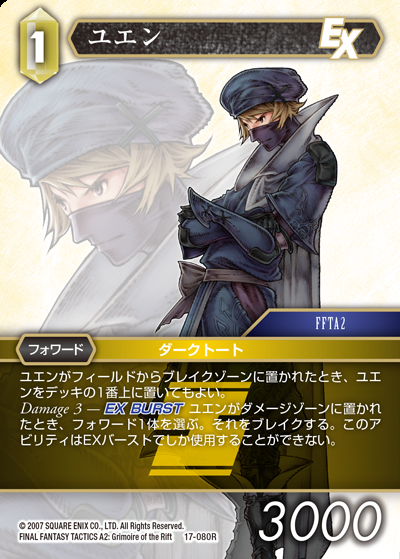 1
ユエン
EX
FFTA2
フォワード
ダークトート
ユエンがフィールドからブレイクゾーンに置かれたとき、ユエ
ンをデッキの1番上に置いてもよい。
Damage 3 — EX BURST ユエンがダメージゾーンに置かれ
たとき、フォワード1体を選ぶ。それをブレイクする。このア
ビリティはEXバーストでしか使用することができない。
© 2007 SQUARE ENIX CO., LTD. All Rights Reserved.
FINAL FANTASY TACTICS A2: Grimoire of the Rift 17-080R
3000